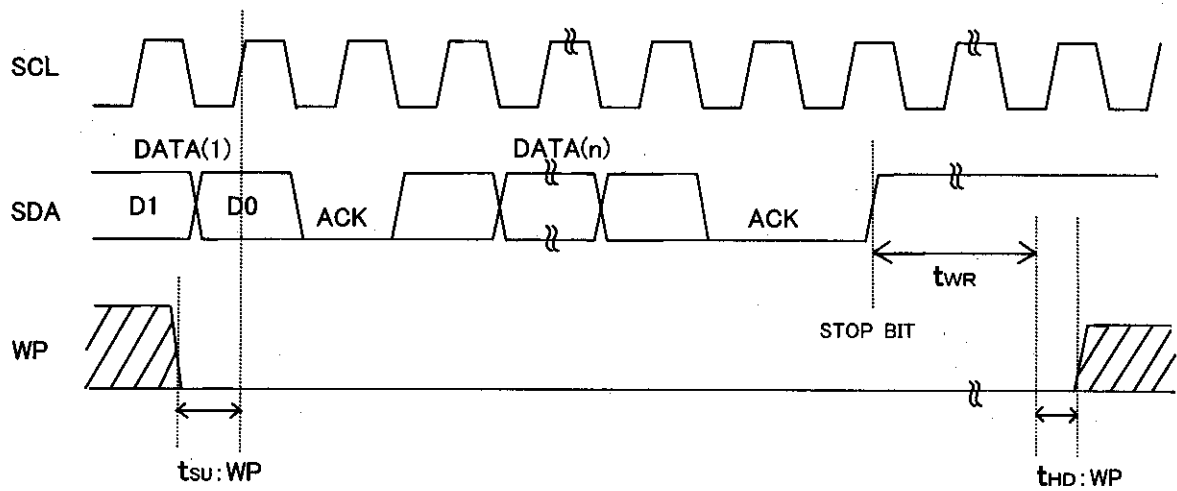 SCL
DATA(1) DATA(n)
SDA D1 D0 ACK ACK
tWR
WP STOP BIT
tSU:WP tHD:WP